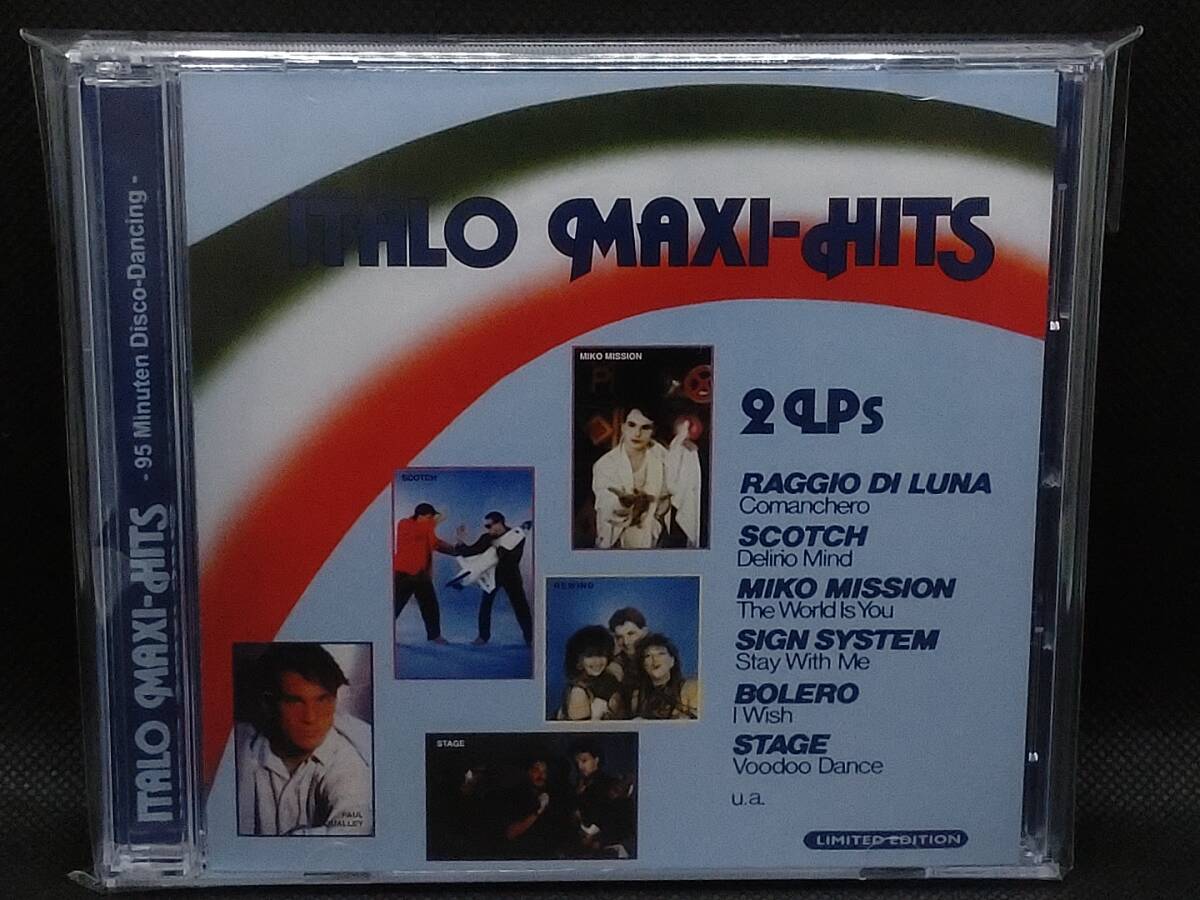 ITALO MAXI-HITS
- 95 Minuten Disco-Dancing -
ITALO MAXI-HITS
MIKO MISSION
SCOTCH
REWIND
PAUL
STAGE
2 LPs
RAGGIO DI LUNA
Comanchero
SCOTCH
Delirio Mind
MIKO MISSION
The World Is You
SIGN SYSTEM
Stay With Me
BOLERO
I Wish
STAGE
Voodoo Dance
u.a.
LIMITED EDITION